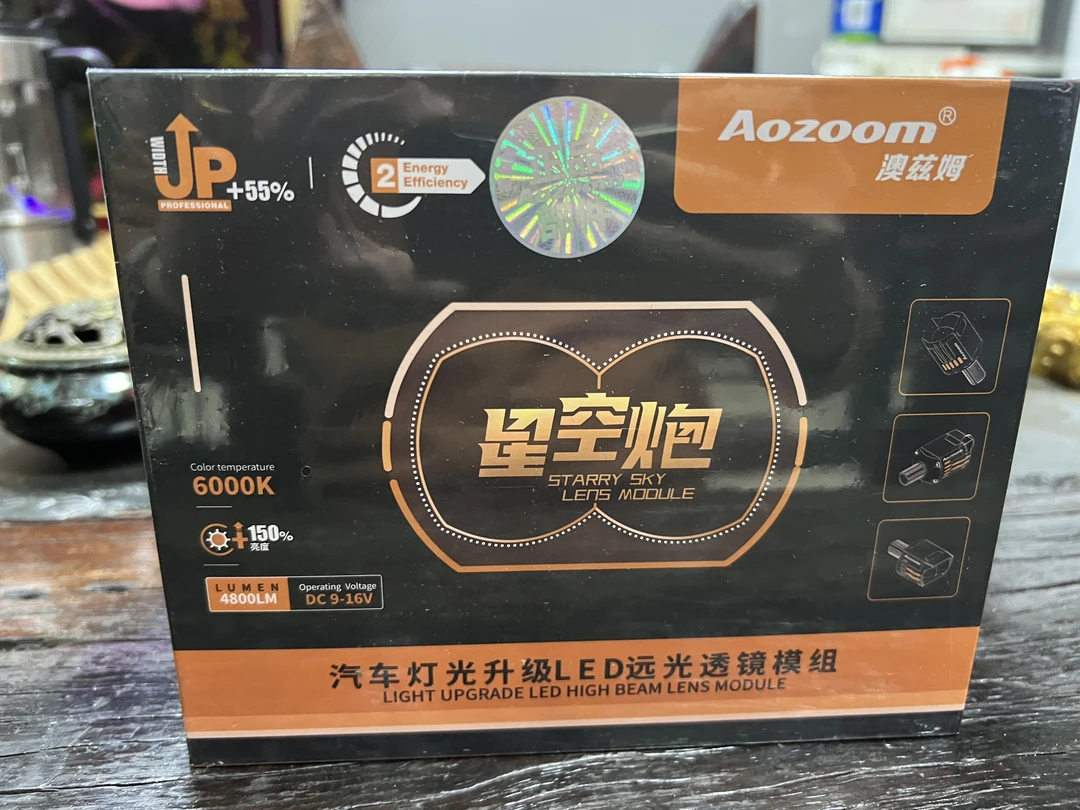 WIDTH
UP +55%
PROFESSIONAL
2 Energy
Efficiency
Aozoom®
澳兹姆
星空炮
STARRY SKY
LENS MODULE
Color temperature
6000K
+150%
亮度
LUMEN
4800LM
Operating Voltage
DC 9-16V
汽车灯光升级LED远光透镜模组
LIGHT UPGRADE LED HIGH BEAM LENS MODULE